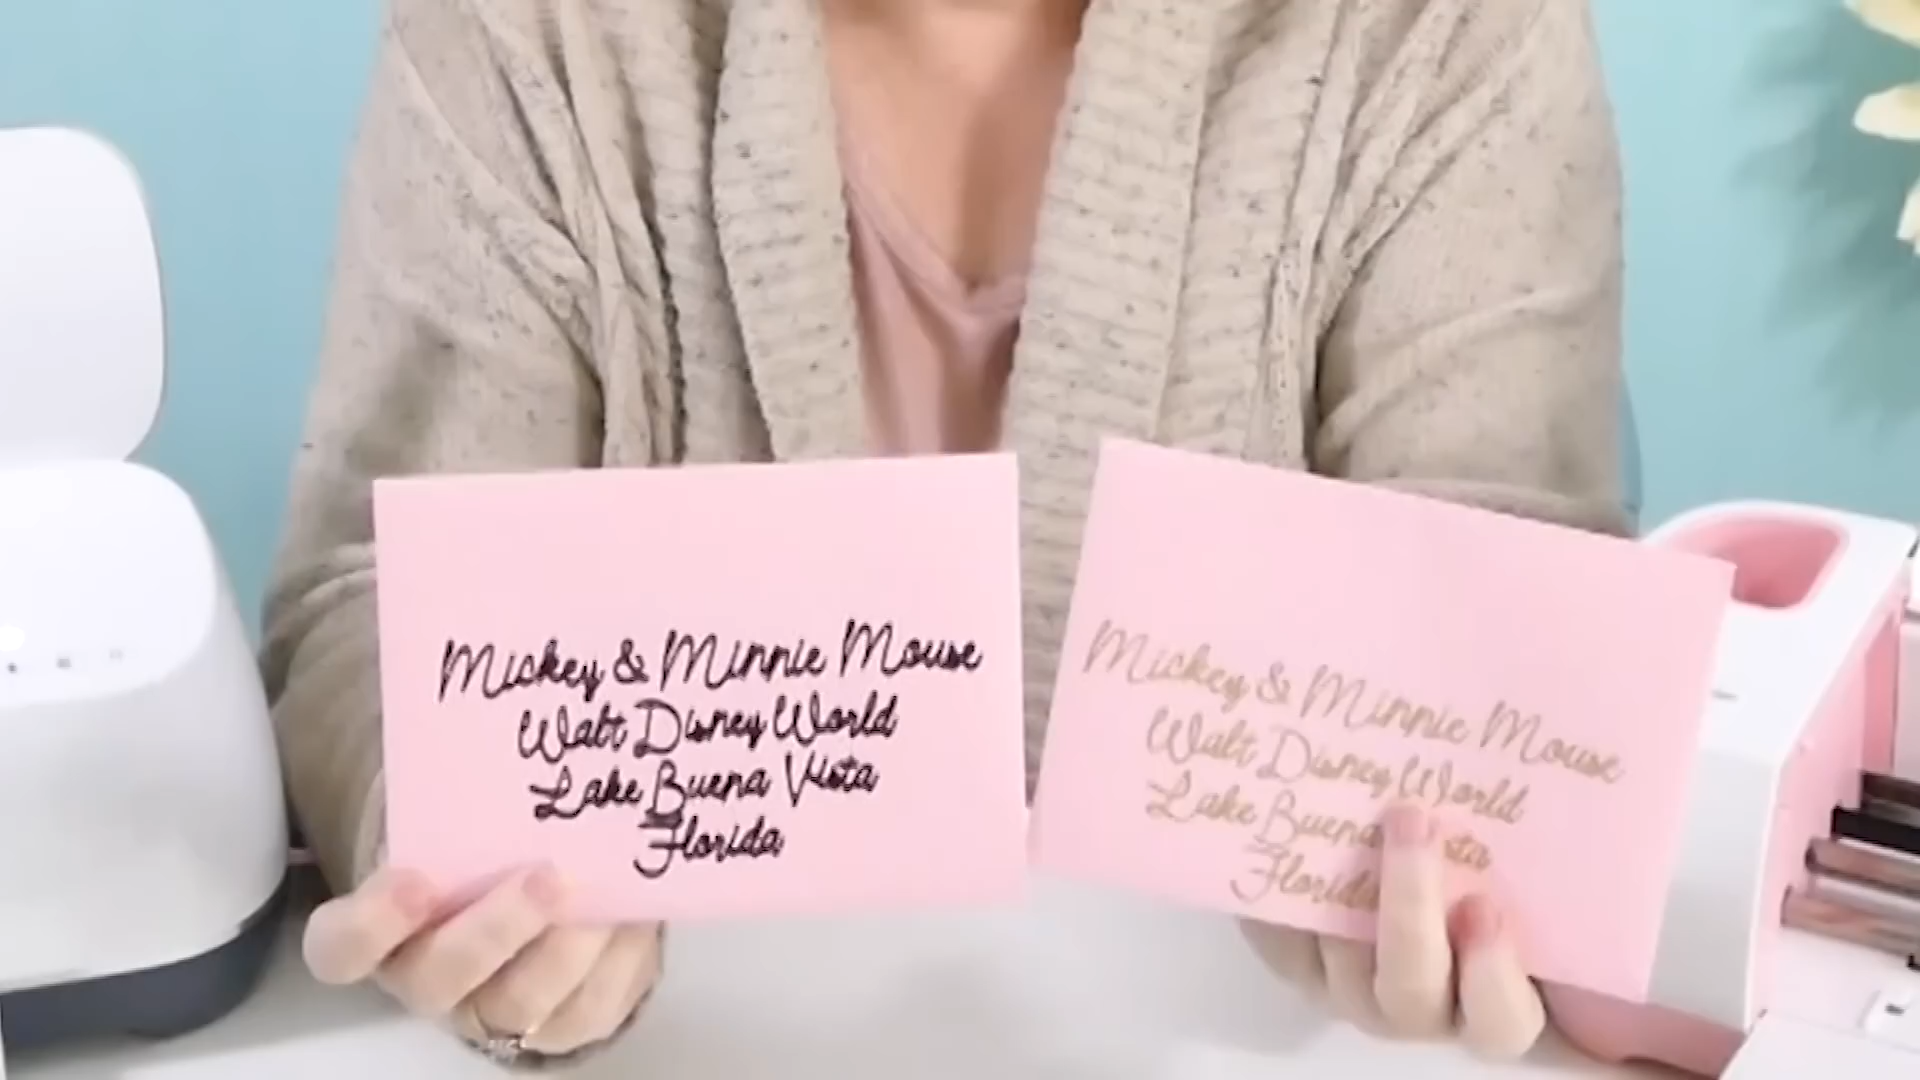 Mickey & Minnie Mouse
Walt Disney World
Lake Buena Vista
Florida
Mickey & Minnie Mouse
Walt Disney World
Lake Buena
Florida